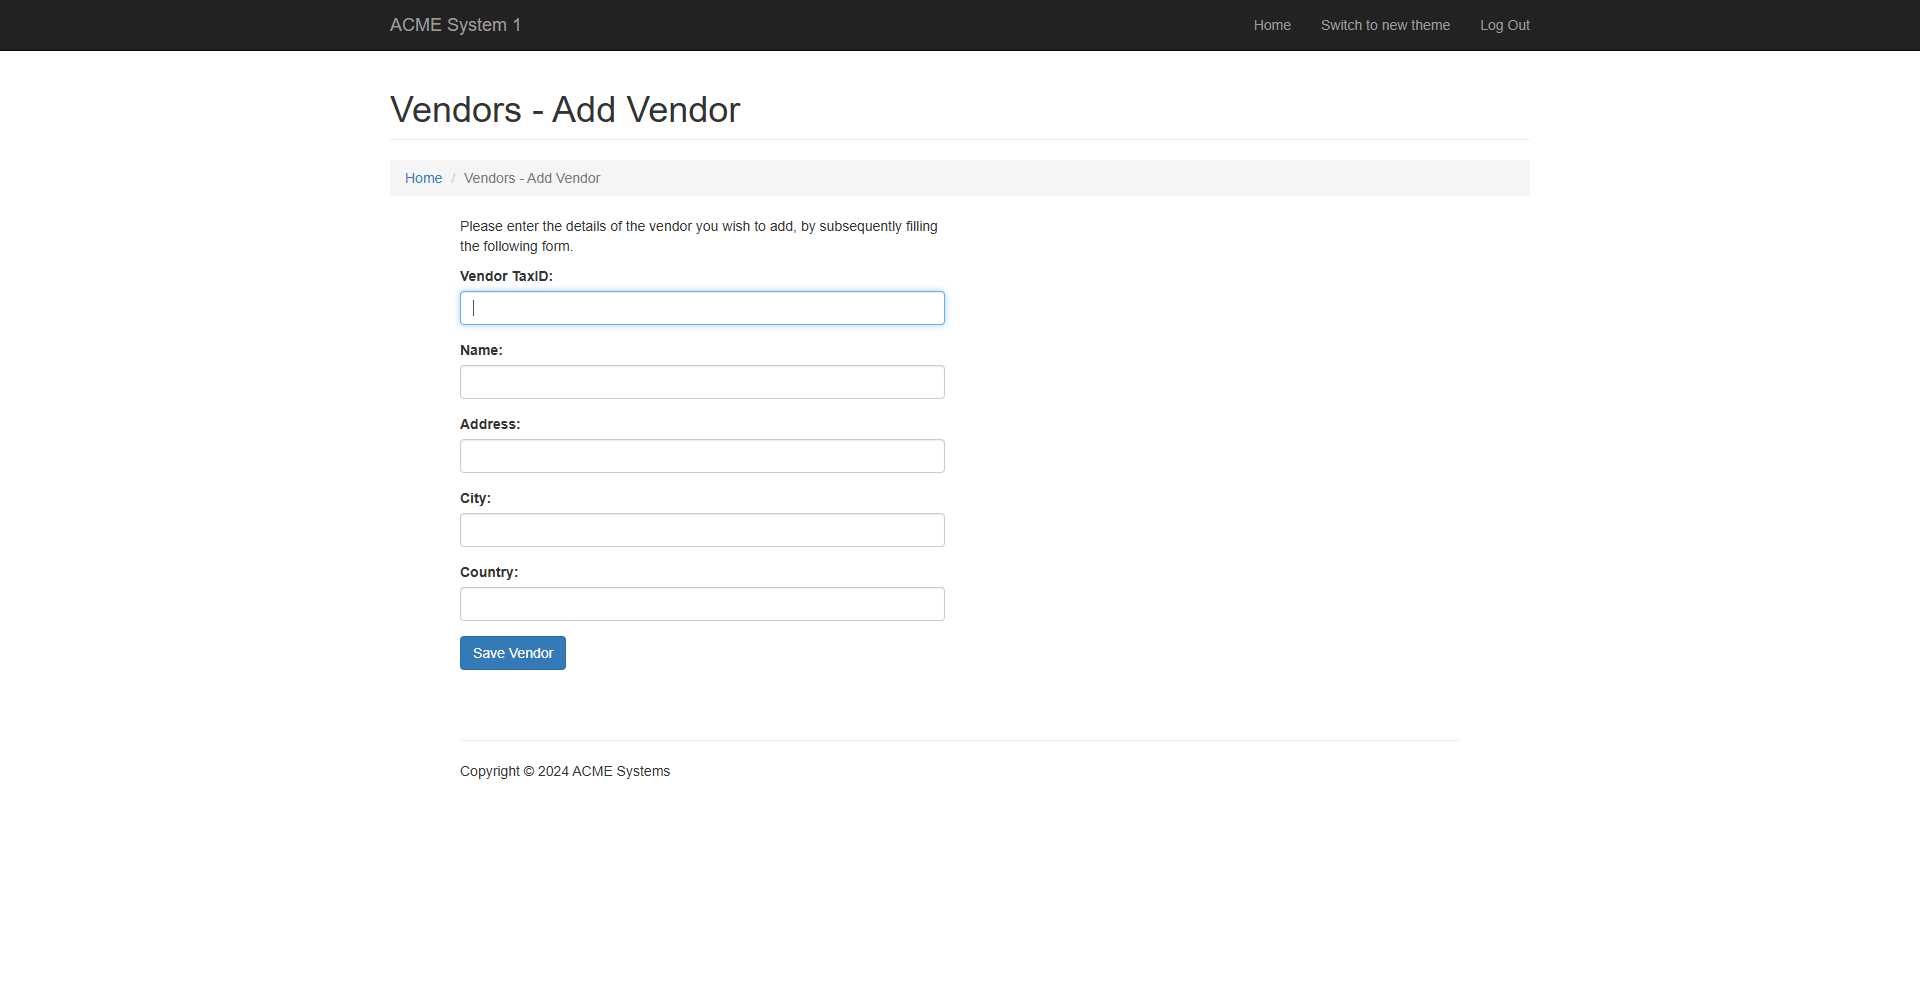 ACME System 1
Home
Switch to new theme
Log Out
Vendors - Add Vendor
Home / Vendors - Add Vendor
Please enter the details of the vendor you wish to add, by subsequently filling
the following form.
Vendor TaxID:
Name:
Address:
City:
Country:
Save Vendor
Copyright © 2024 ACME Systems